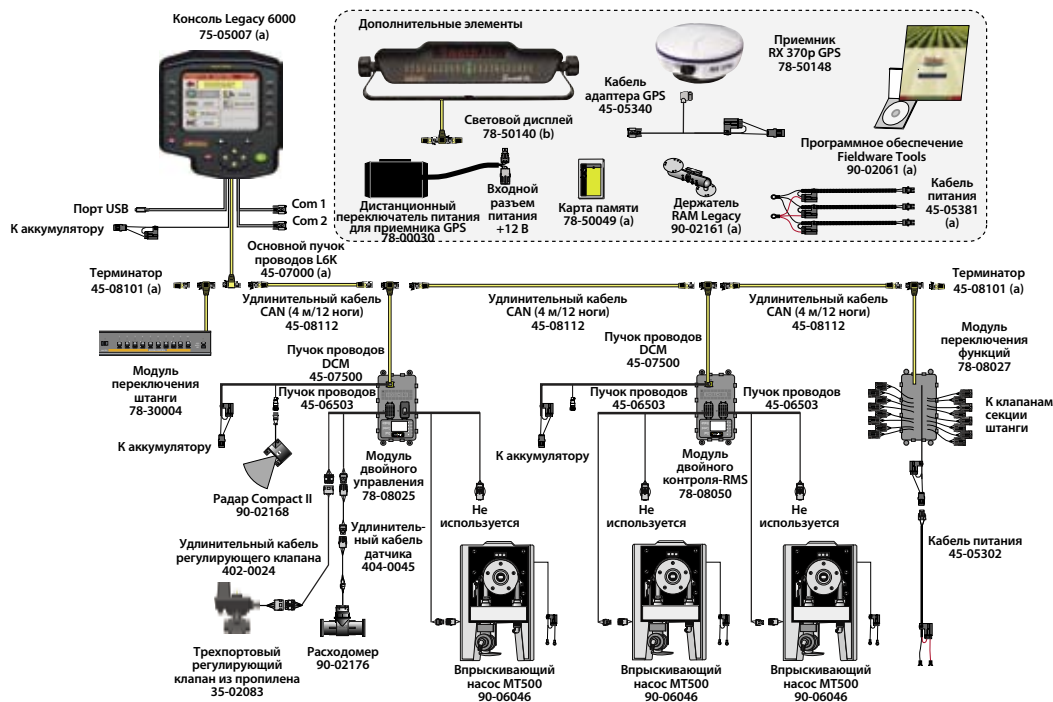 Консоль Legacy 6000
75-05007 (a)
Дополнительные элементы
Приемник
RX 370p GPS
78-50148
Кабель
адаптера GPS
45-05340
Световой дисплей
78-50140 (b)
Программное обеспечение
Fieldware Tools
90-02061 (a)
Дистанционный
переключатель питания
для приемника GPS
78-00030
Входной
разъем
питания
+12 В
Карта памяти
78-50049 (a)
Держатель
RAM Legacy
90-02161 (a)
Кабель
питания
45-05381
(a)
Порт USB
Com 1
Com 2
К аккумулятору
Основной пучок
проводов L6K
45-07000 (a)
Терминатор
45-08101 (a)
Удлинительный кабель
CAN (4 м/12 ноги)
45-08112
Удлинительный кабель
CAN (4 м/12 ноги)
45-08112
Удлинительный кабель
CAN (4 м/12 ноги)
45-08112
Терминатор
45-08101 (a)
Модуль
переключения
штанги
78-30004
Пучок проводов
DCM
45-07500
Пучок проводов
45-06503
Пучок проводов
DCM
45-07500
Пучок проводов
45-06503
Пучок проводов
45-06503
Модуль
переключения
функций
78-08027
К клапанам
секции
штанги
К аккумулятору
Модуль
двойного
управления
78-08025
К аккумулятору
Модуль
двойного
контроля-RMS
78-08050
Радар Compact II
90-02168
Не
используется
Не
используется
Не
используется
Удлинительный кабель
регулирующего клапана
402-0024
Удлинитель-
ный кабель
датчика
404-0045
Кабель питания
45-05302
Трехпортовый
регулирующий
клапан из пропилена
35-02083
Расходомер
90-02176
Впрыскивающий
насос MT500
90-06046
Впрыскивающий
насос MT500
90-06046
Впрыскивающий
насос MT500
90-06046